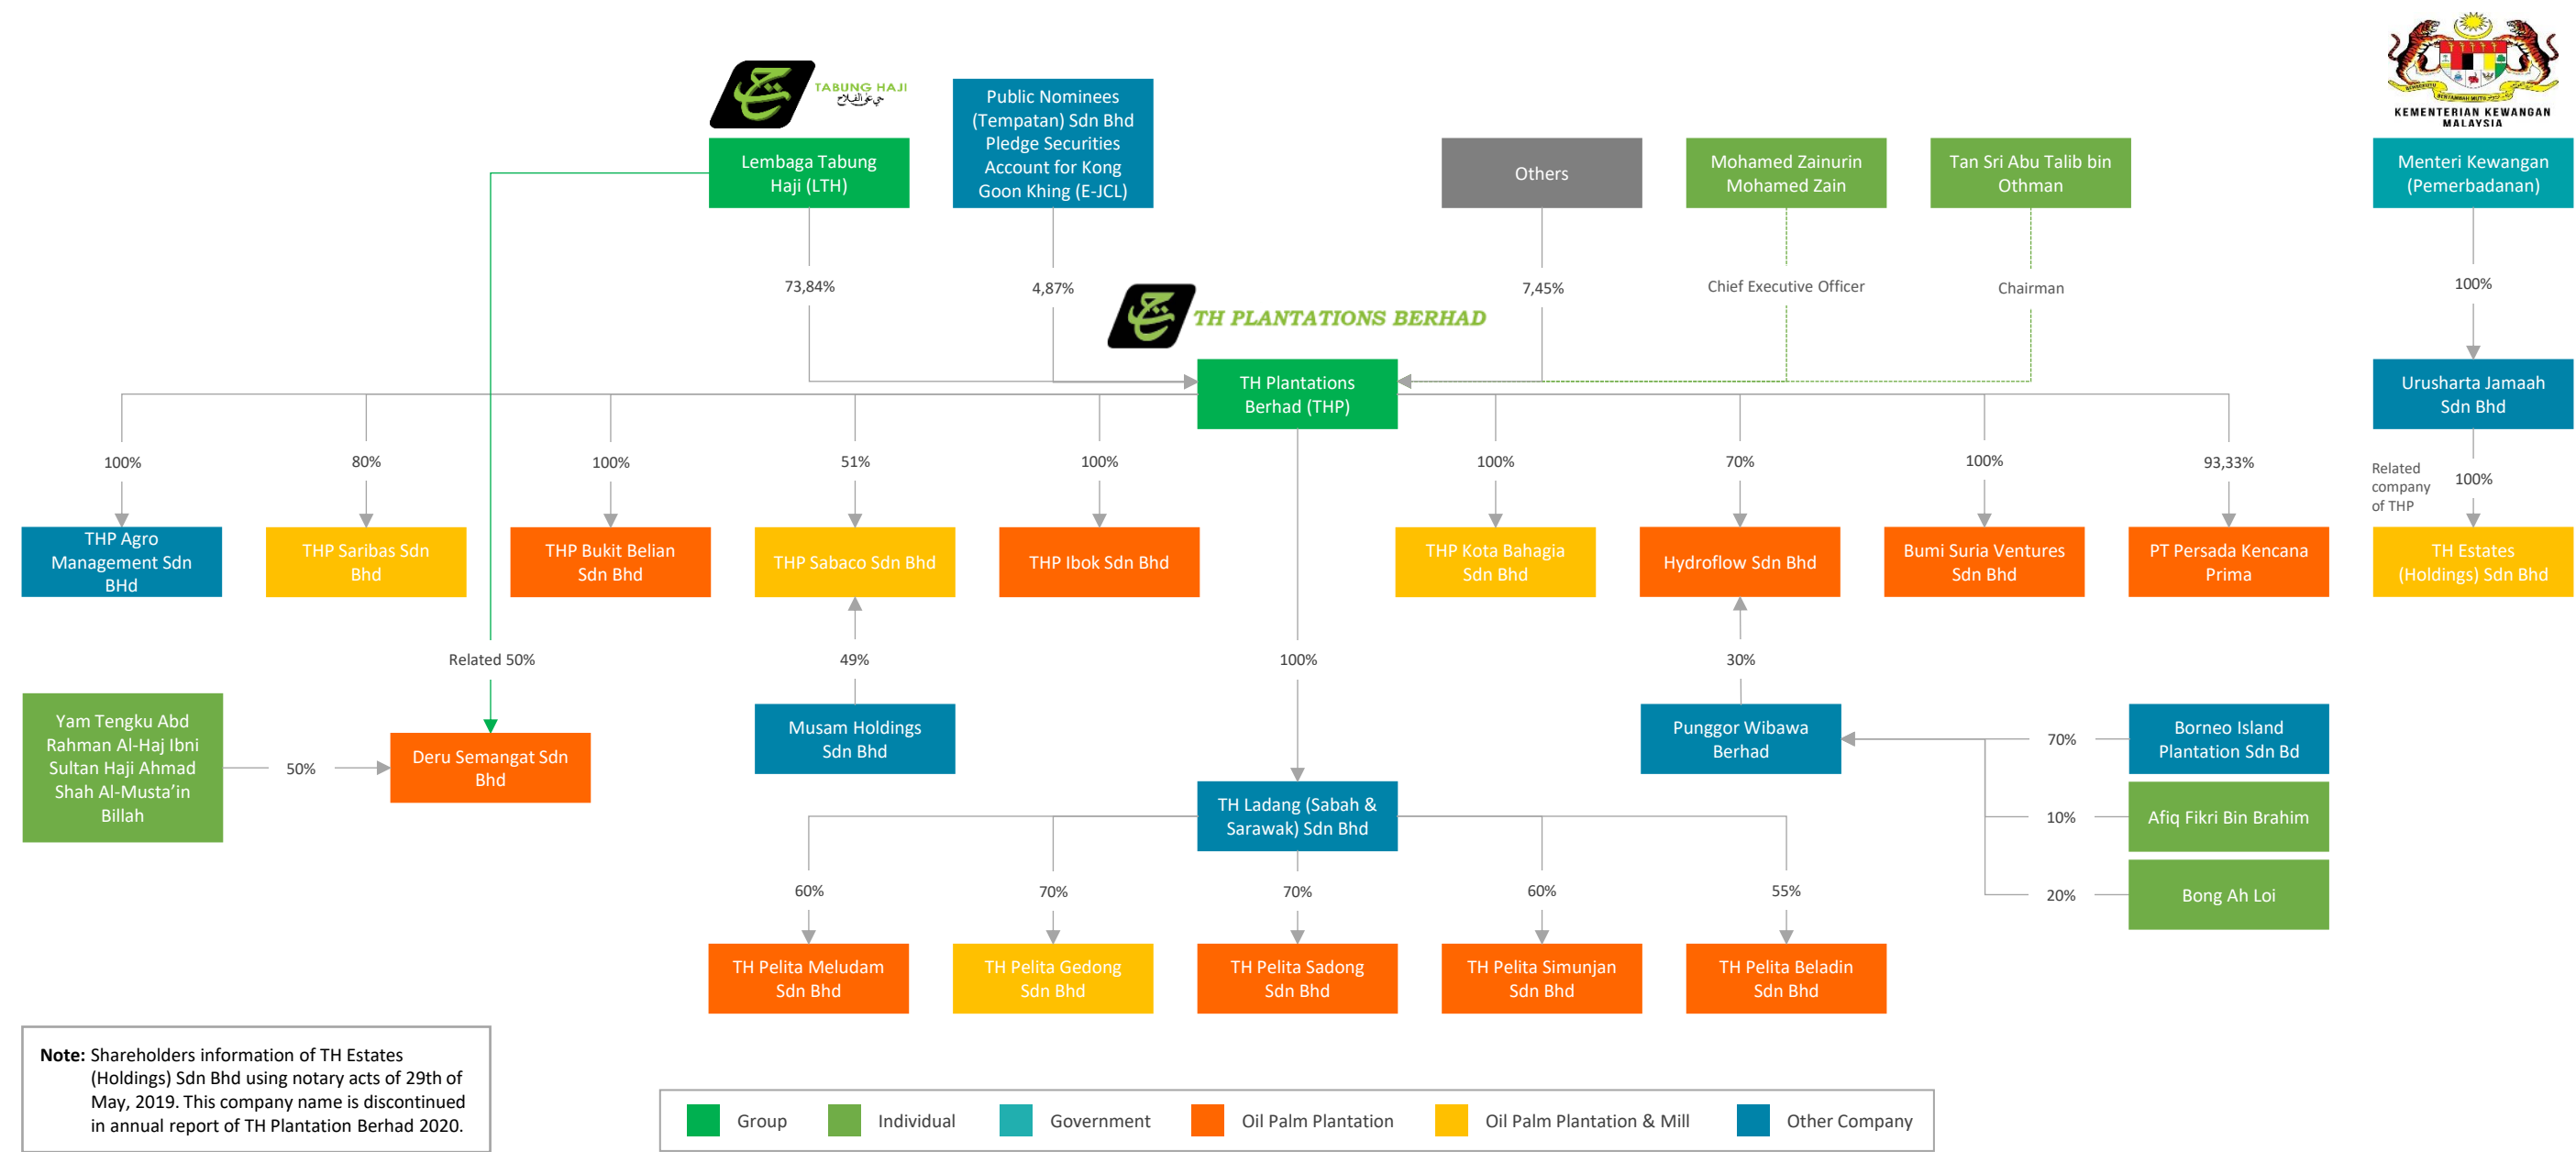 TABUNG HAJI
حي على الفلاح
Public Nominees
(Tempatan) Sdn Bhd
Pledge Securities
Account for Kong
Goon Khing (E-JCL)
KEMENTERIAN KEWANGAN
MALAYSIA
Lembaga Tabung
Haji (LTH)
Others
Mohamed Zainurin
Mohamed Zain
Tan Sri Abu Talib bin
Othman
Menteri Kewangan
(Pemerbadanan)
73,84%
4,87%
7,45%
Chief Executive Officer
Chairman
100%
TH PLANTATIONS BERHAD
TH Plantations
Berhad (THP)
Urusharta Jamaah
Sdn Bhd
100%
80%
100%
51%
100%
100%
70%
100%
93,33%
Related
company
of THP
100%
THP Agro
Management Sdn
BHd
THP Saribas Sdn
Bhd
THP Bukit Belian
Sdn Bhd
THP Sabaco Sdn Bhd
THP Ibok Sdn Bhd
THP Kota Bahagia
Sdn Bhd
Hydroflow Sdn Bhd
Bumi Suria Ventures
Sdn Bhd
PT Persada Kencana
Prima
TH Estates
(Holdings) Sdn Bhd
Related 50%
49%
100%
30%
Yam Tengku Abd
Rahman Al-Haj Ibni
Sultan Haji Ahmad
Shah Al-Musta’in
Billah
50%
Deru Semangat Sdn
Bhd
Musam Holdings
Sdn Bhd
Punggor Wibawa
Berhad
70%
Borneo Island
Plantation Sdn Bd
TH Ladang (Sabah &
Sarawak) Sdn Bhd
10%
Afiq Fikri Bin Brahim
20%
Bong Ah Loi
60%
70%
70%
60%
55%
TH Pelita Meludam
Sdn Bhd
TH Pelita Gedong
Sdn Bhd
TH Pelita Sadong
Sdn Bhd
TH Pelita Simunjan
Sdn Bhd
TH Pelita Beladin
Sdn Bhd
Note: Shareholders information of TH Estates
(Holdings) Sdn Bhd using notary acts of 29th of
May, 2019. This company name is discontinued
in annual report of TH Plantation Berhad 2020.
Group
Individual
Government
Oil Palm Plantation
Oil Palm Plantation & Mill
Other Company